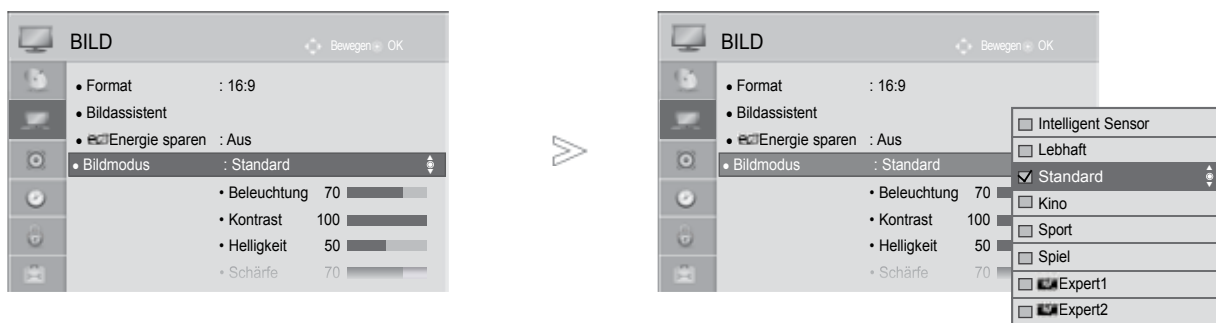 BILD
Bewegen OK
• Format : 16:9
• Bildassistent
• Energie sparen : Aus
• Bildmodus : Standard
• Beleuchtung 70
• Kontrast 100
• Helligkeit 50
• Schärfe 70
>
BILD
Bewegen OK
• Format : 16:9
• Bildassistent
• Energie sparen : Aus
• Bildmodus : Standard
• Beleuchtung 70
• Kontrast 100
• Helligkeit 50
• Schärfe 70
Intelligent Sensor
Lebhaft
Standard
Kino
Sport
Spiel
Expert1
Expert2